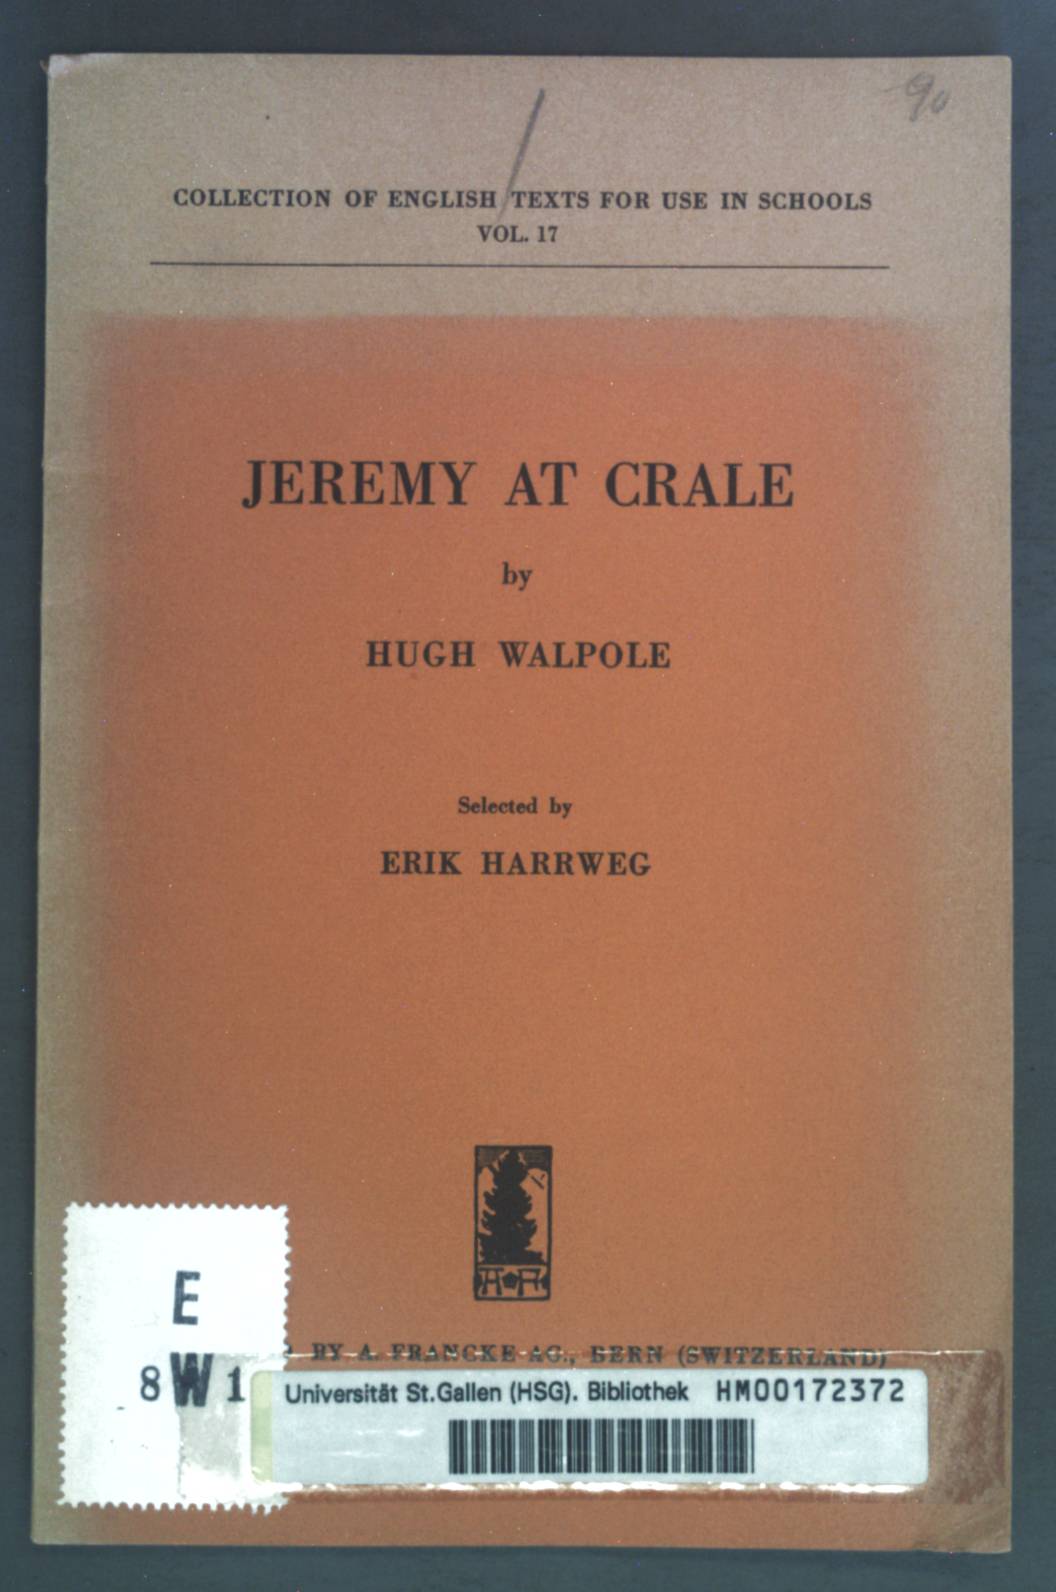 90
COLLECTION OF ENGLISH TEXTS FOR USE IN SCHOOLS
VOL. 17
JEREMY AT CRALE
by
HUGH WALPOLE
Selected by
ERIK HARRWEG
A F
BY A. FRANCKE AG., BERN (SWITZERLAND)
E
8 W 1
Universität St.Gallen (HSG). Bibliothek HM00172372